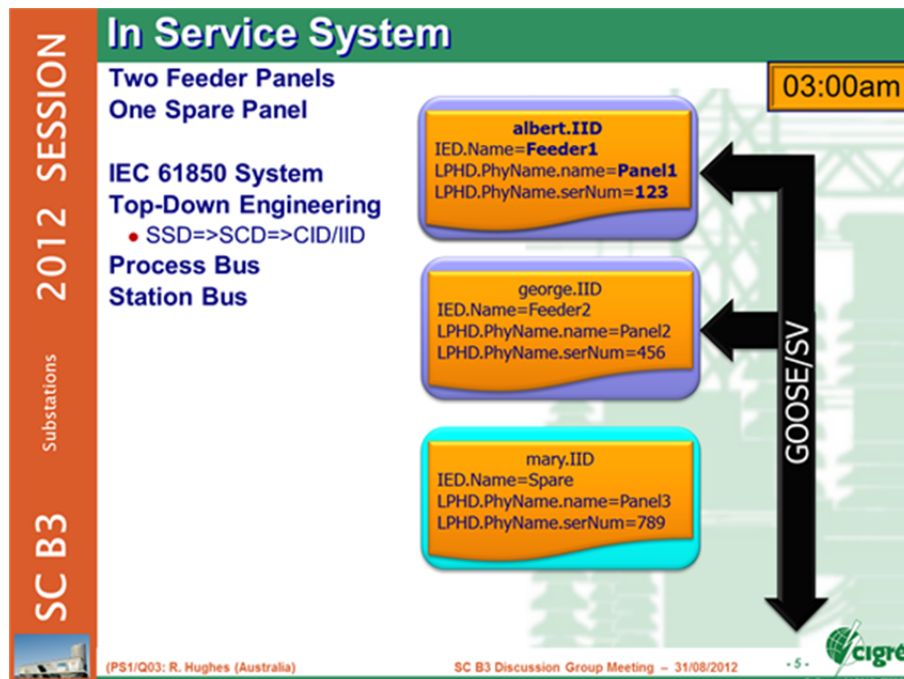 In Service System
03:00am
SC B3 Substations 2012 SESSION
Two Feeder Panels
One Spare Panel
IEC 61850 System
Top-Down Engineering
• SSD=>SCD=>CID/IID
Process Bus
Station Bus
albert.IID
IED.Name=Feeder1
LPHD.PhyName.name=Panel1
LPHD.PhyName.serNum=123
george.IID
IED.Name=Feeder2
LPHD.PhyName.name=Panel2
LPHD.PhyName.serNum=456
mary.IID
IED.Name=Spare
LPHD.PhyName.name=Panel3
LPHD.PhyName.serNum=789
GOOSE/SV
(PS1/Q03: R. Hughes (Australia)
SC B3 Discussion Group Meeting – 31/08/2012
- 5 -
cigré